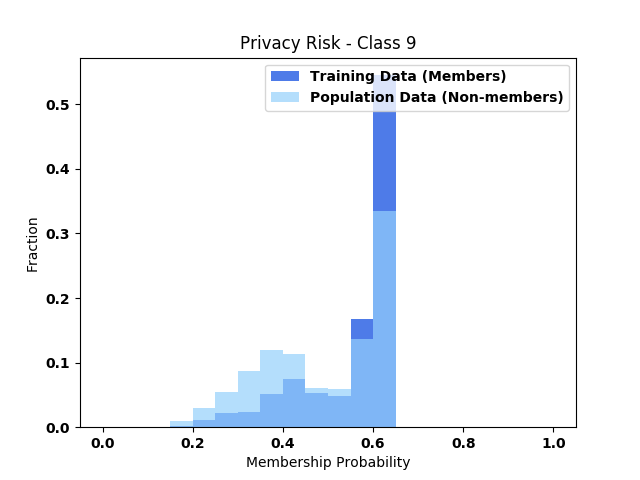 Privacy Risk - Class 9
Training Data (Members)
Population Data (Non-members)
Fraction
0.5
0.4
0.3
0.2
0.1
0.0
0.0 0.2 0.4 0.6 0.8 1.0
Membership Probability